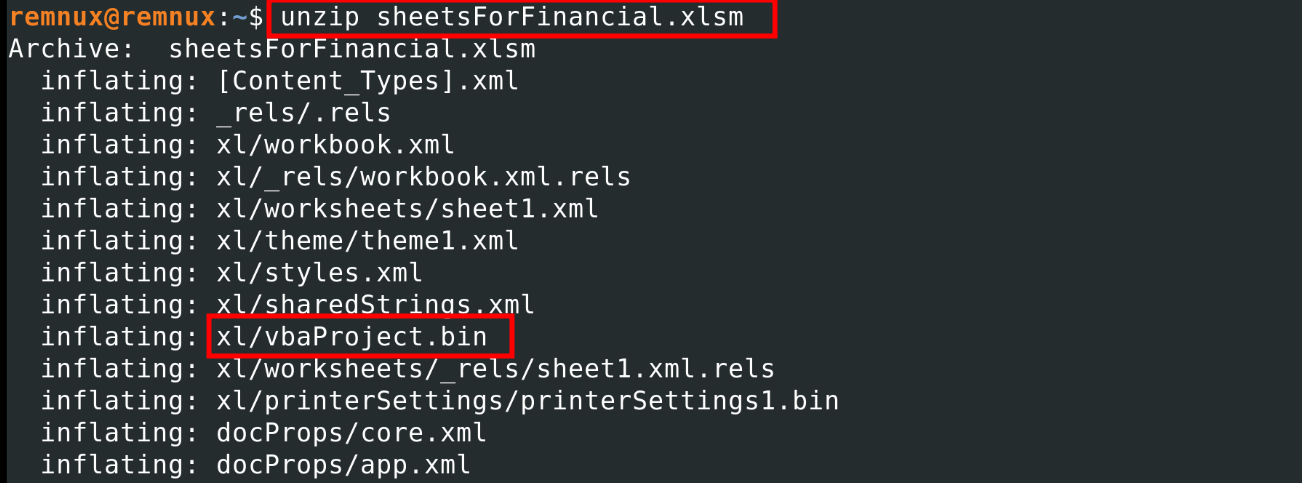 remnux@remnux:~$ unzip sheetsForFinancial.xlsm
Archive:  sheetsForFinancial.xlsm
  inflating: [Content_Types].xml
  inflating: _rels/.rels
  inflating: xl/workbook.xml
  inflating: xl/_rels/workbook.xml.rels
  inflating: xl/worksheets/sheet1.xml
  inflating: xl/theme/theme1.xml
  inflating: xl/styles.xml
  inflating: xl/sharedStrings.xml
  inflating: xl/vbaProject.bin
  inflating: xl/worksheets/_rels/sheet1.xml.rels
  inflating: xl/printerSettings/printerSettings1.bin
  inflating: docProps/core.xml
  inflating: docProps/app.xml